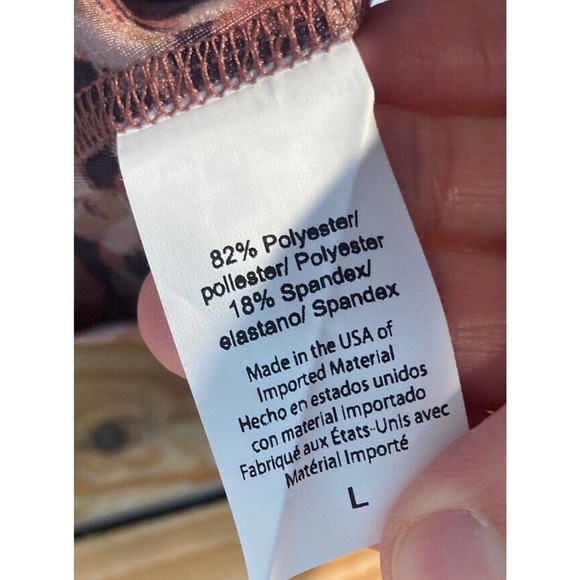 82% Polyester/
poliester/ Polyester
18% Spandex/
elastano/ Spandex
Made in the USA of
Imported Material
Hecho en estados unidos
con material Importado
Fabriqué aux États-Unis avec
Matérial Importé
L